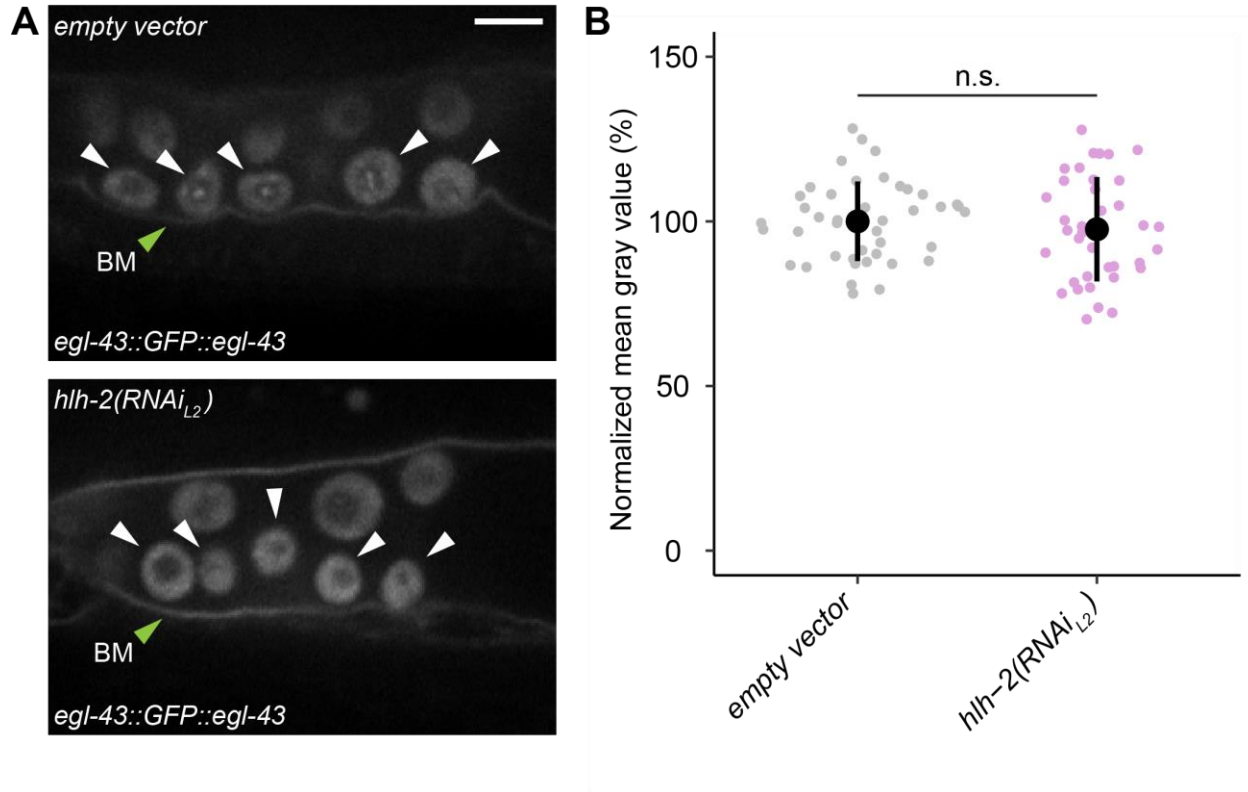 A
empty vector
BM
egl-43::GFP::egl-43
hlh-2(RNAiL2)
BM
egl-43::GFP::egl-43
B
Normalized mean gray value (%)
150
100
50
0
n.s.
empty vector
hlh−2(RNAiL2)